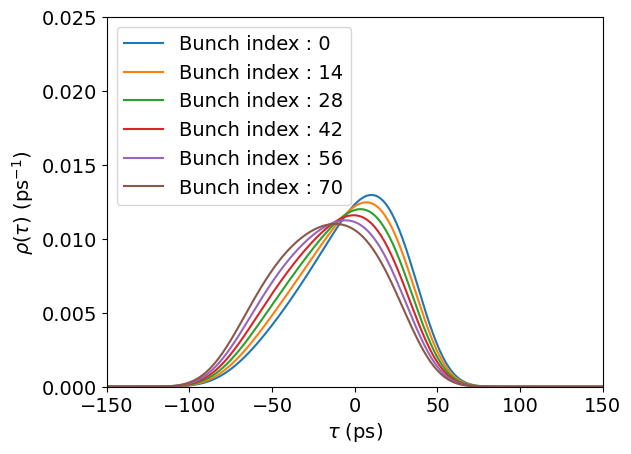 0.025
0.020
0.015
0.010
0.005
0.000
ρ(τ) (ps⁻¹)
Bunch index : 0
Bunch index : 14
Bunch index : 28
Bunch index : 42
Bunch index : 56
Bunch index : 70
−150 −100 −50 0 50 100 150
τ (ps)